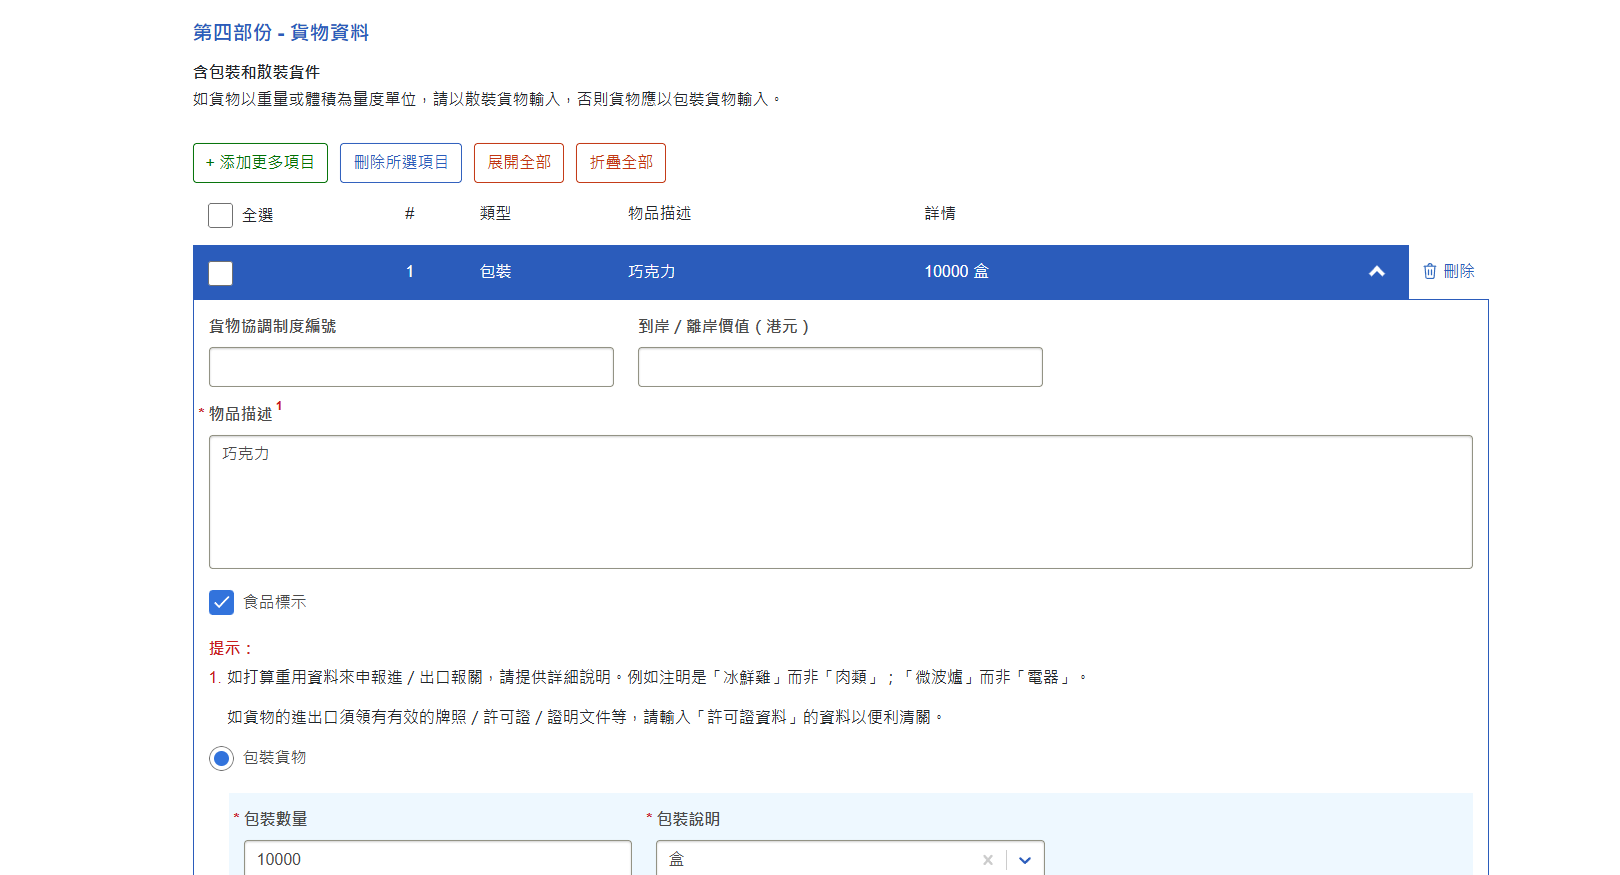 第四部份 - 貨物資料
含包裝和散裝貨件
如貨物以重量或體積為量度單位，請以散裝貨物輸入，否則貨物應以包裝貨物輸入。
+ 添加更多項目 刪除所選項目 展開全部 折疊全部
全選 # 類型 物品描述 詳情
1 包裝 巧克力 10000 盒 刪除
貨物協調制度編號 到岸 / 離岸價值 ( 港元 )
* 物品描述 1
巧克力
食品標示
提示：
1. 如打算重用資料來申報進 / 出口報關，請提供詳細說明。例如注明是「冰鮮雞」而非「肉類」；「微波爐」而非「電器」。
如貨物的進出口須領有有效的牌照 / 許可證 / 證明文件等，請輸入「許可證資料」的資料以便利清關。
包裝貨物
* 包裝數量 * 包裝說明
10000 盒